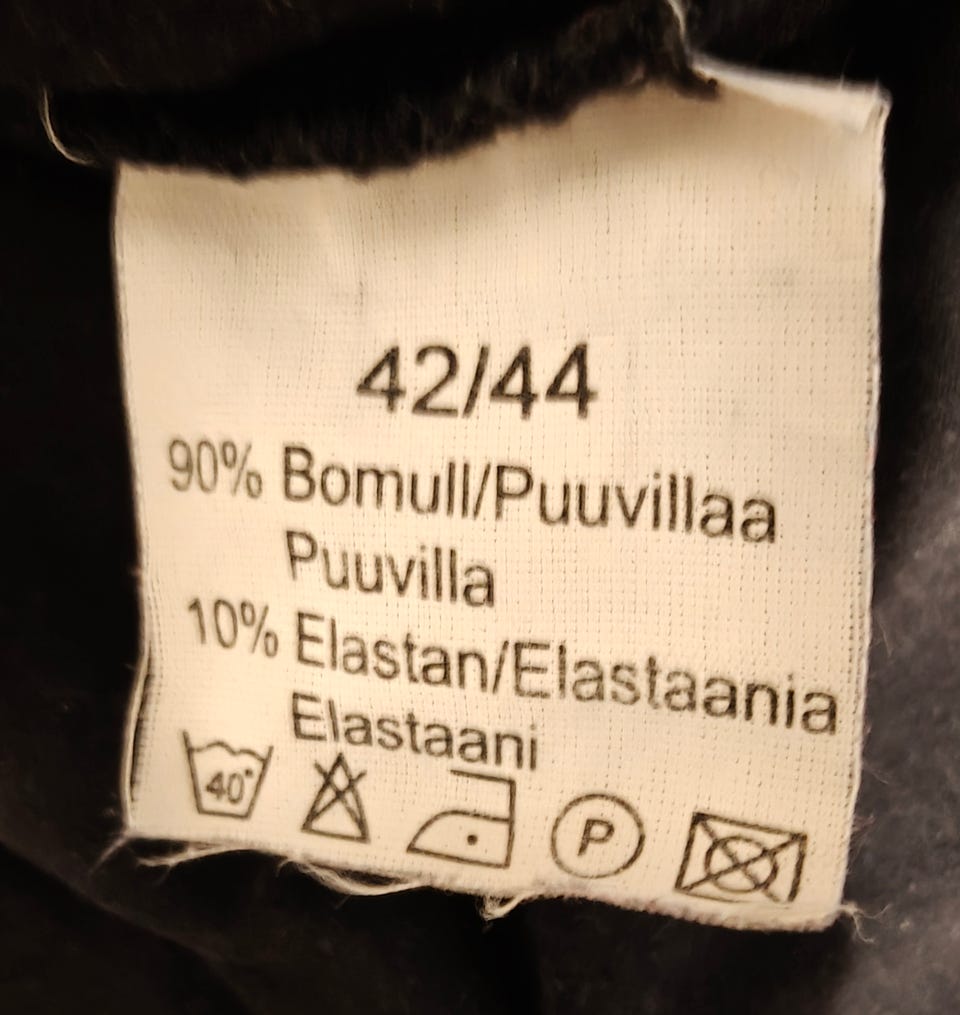 42/44
90% Bomull/Puuvillaa
Puuvilla
10% Elastan/Elastaania
Elastaani
40° P